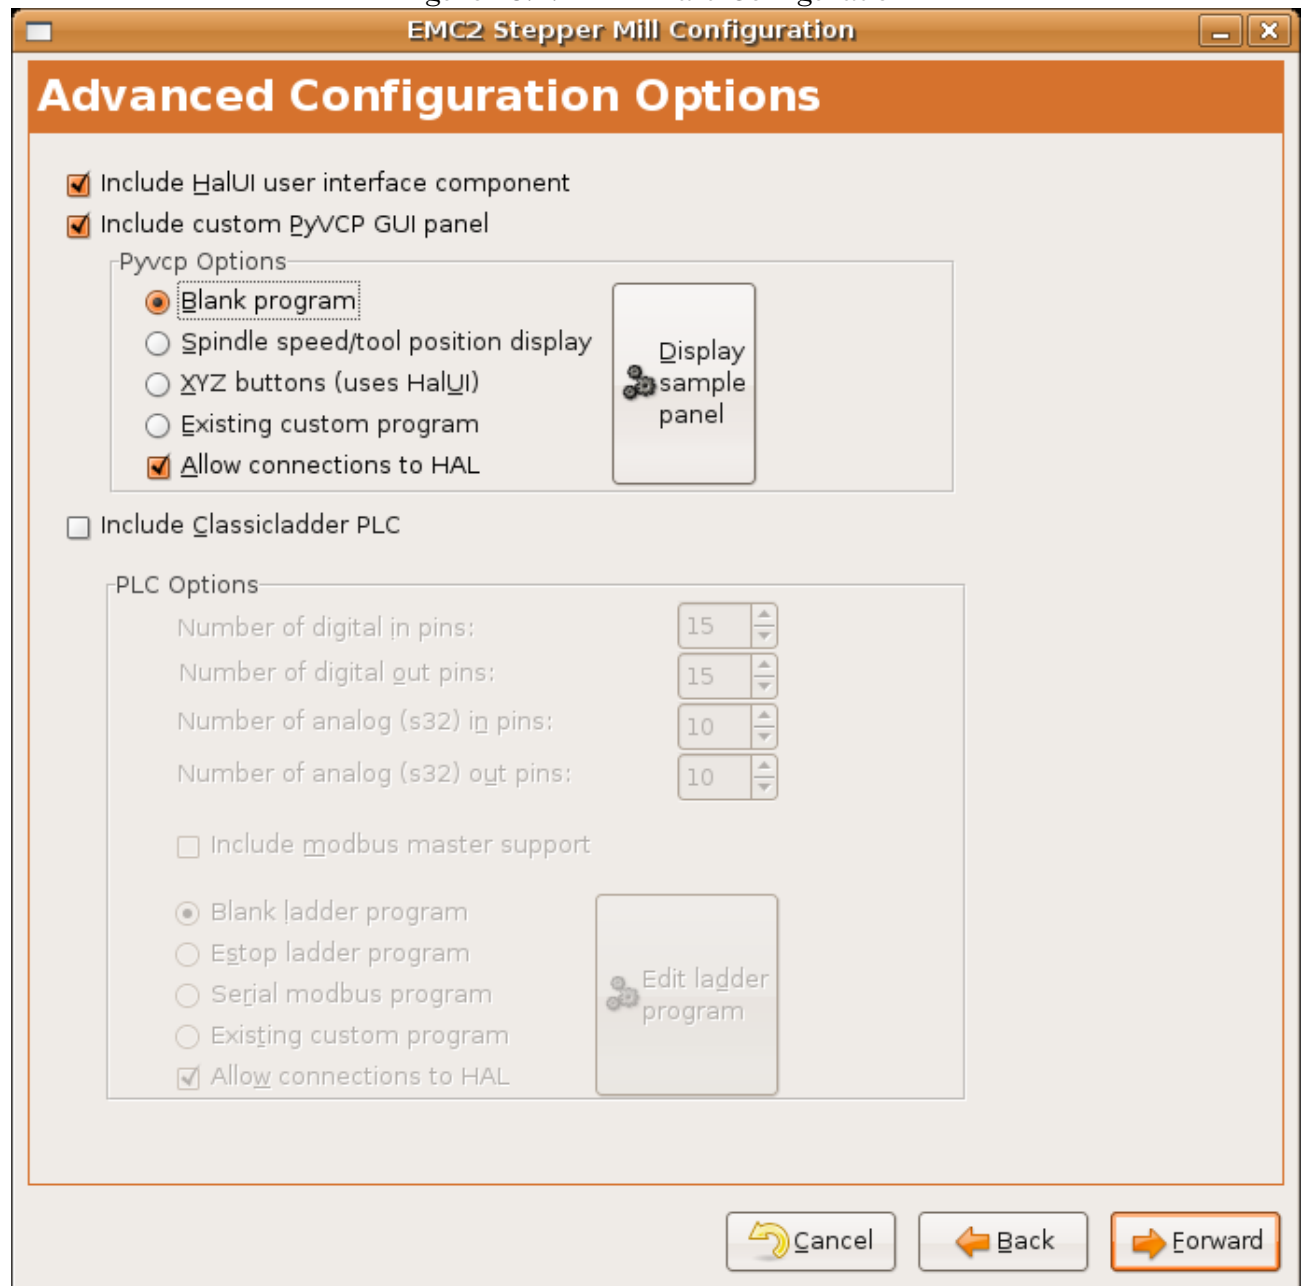 EMC2 Stepper Mill Configuration
Advanced Configuration Options
Include HalUI user interface component
Include custom PyVCP GUI panel
Pyvcp Options
Blank program
Spindle speed/tool position display
XYZ buttons (uses HalUI)
Existing custom program
Allow connections to HAL
Display
sample
panel
Include Classicladder PLC
PLC Options
Number of digital in pins: 15
Number of digital out pins: 15
Number of analog (s32) in pins: 10
Number of analog (s32) out pins: 10
Include modbus master support
Blank ladder program
Estop ladder program
Serial modbus program
Existing custom program
Allow connections to HAL
Edit ladder
program
Cancel Back Forward